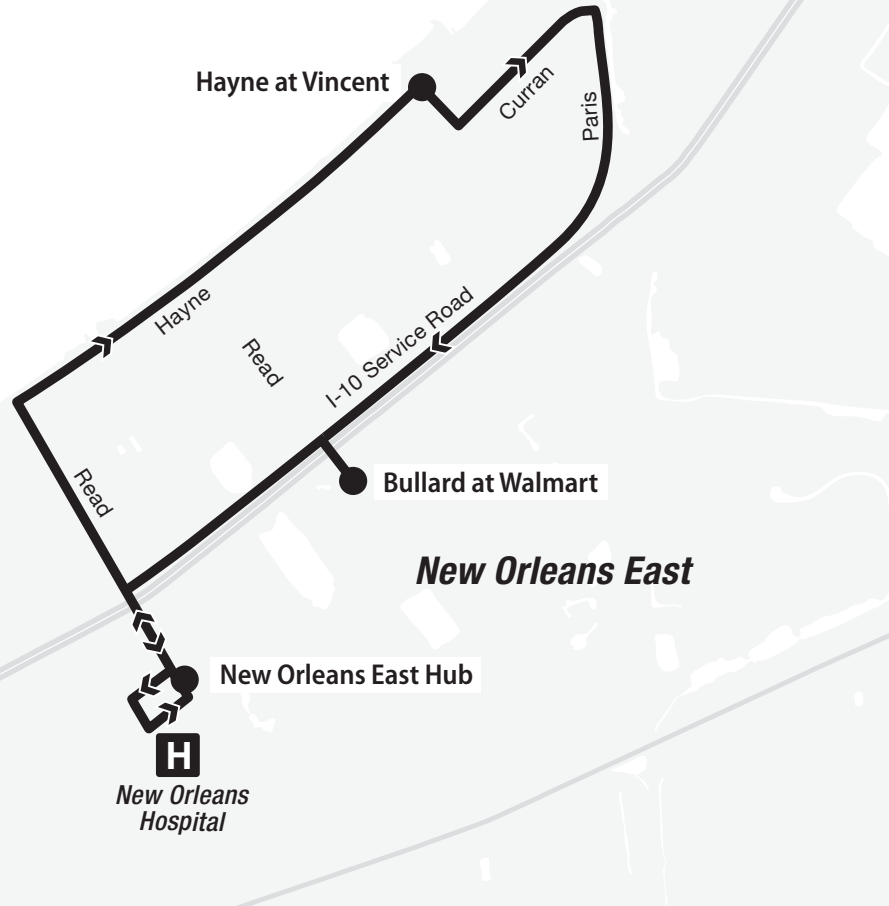 Hayne at Vincent
Curran
Paris
Hayne
Read
I-10 Service Road
Read
Bullard at Walmart
New Orleans East
New Orleans East Hub
H
New Orleans
Hospital